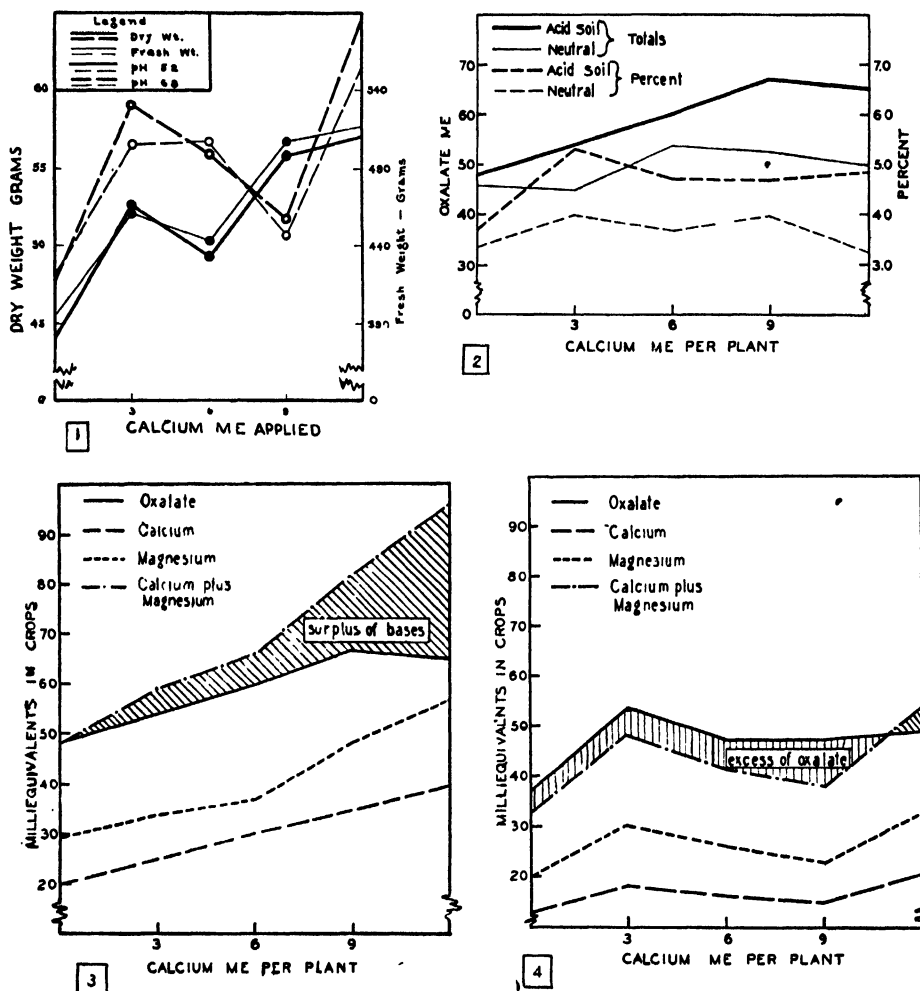 Legend
Dry Wt.
Fresh Wt.
pH 5.2
pH 6.8
DRY WEIGHT GRAMS
60
55
50
45
0
540
480
440
390
0
Fresh Weight — Grams
3
6
9
CALCIUM ME APPLIED
1
Acid Soil
Neutral
Totals
Acid Soil
Neutral
Percent
OXALATE ME
70
60
50
40
30
0
7.0
6.0
5.0
4.0
3.0
PERCENT
3
6
9
CALCIUM ME PER PLANT
2
Oxalate
Calcium
Magnesium
Calcium plus
Magnesium
surplus of bases
MILLIEQUIVALENTS IN CROPS
90
80
70
60
50
40
30
20
3
6
9
CALCIUM ME PER PLANT
3
Oxalate
Calcium
Magnesium
Calcium plus
Magnesium
excess of oxalate
MILLIEQUIVALENTS IN CROPS
90
80
70
60
50
40
30
20
3
6
9
CALCIUM ME PER PLANT
4